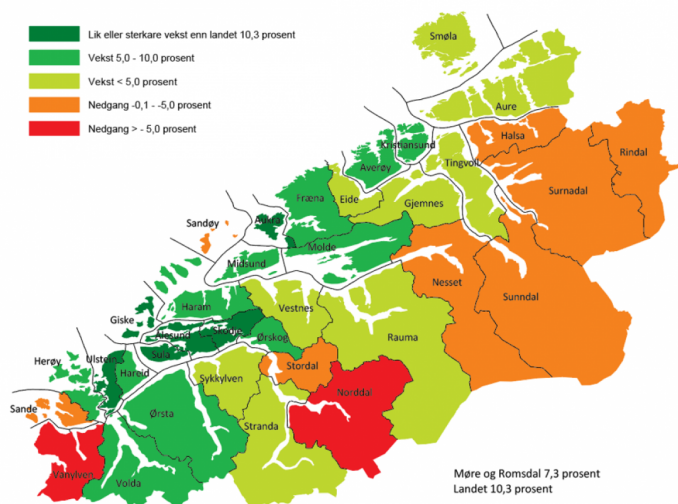 Lik eller sterkare vekst enn landet 10,3 prosent
Vekst 5,0 - 10,0 prosent
Vekst < 5,0 prosent
Nedgang -0,1 - -5,0 prosent
Nedgang > - 5,0 prosent
Smøla
Aure
Kristiansund
Halsa
Averøy
Tingvoll
Rindal
Surnadal
Fræna
Eide
Gjemnes
Sandøy
Aukra
Molde
Midsund
Nesset
Sunndal
Haram
Vestnes
Giske
Ålesund
Skodje
Rauma
Ørskog
Herøy
Ulstein
Sula
Hareid
Stordal
Sykkylven
Norddal
Sande
Ørsta
Stranda
Vanylven
Volda
Møre og Romsdal 7,3 prosent
Landet 10,3 prosent